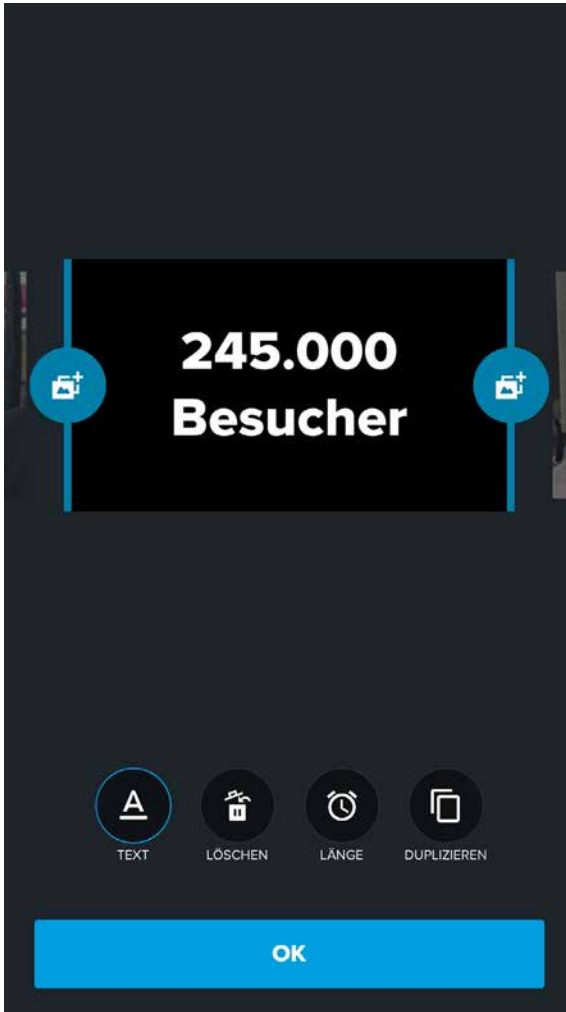 245.000
Besucher
TEXT
LÖSCHEN
LÄNGE
DUPLIZIEREN
OK